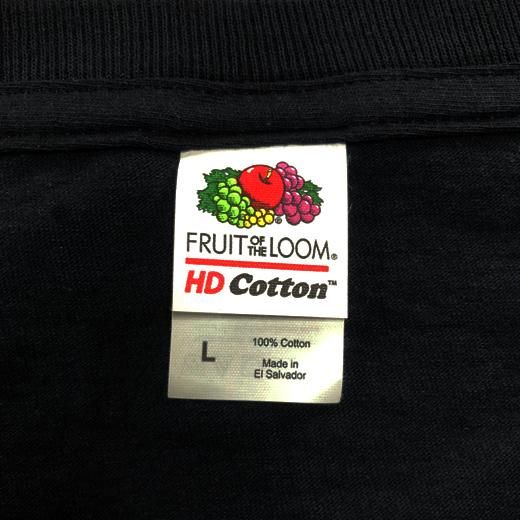 FRUIT OF THE LOOM®
HD Cotton™
L
100% Cotton
Made in
El Salvador